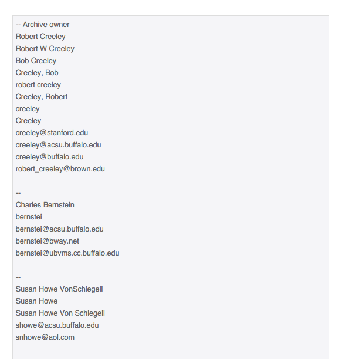 -- Archive owner
Robert Creeley
Robert W Creeley
Bob Creeley
Creeley, Bob
robert creeley
Creeley, Robert
creeley
Creeley
creeley@stanford.edu
creeley@acsu.buffalo.edu
creeley@buffalo.edu
robert_creeley@brown.edu
--
Charles Bernstein
bernstei
bernstei@acsu.buffalo.edu
bernstei@pway.net
bernstei@ubvms.cc.buffalo.edu
--
Susan Howe VonSchlegell
Susan Howe
Susan Howe Von Schlegell
showe@acsu.buffalo.edu
snhowe@aol.com